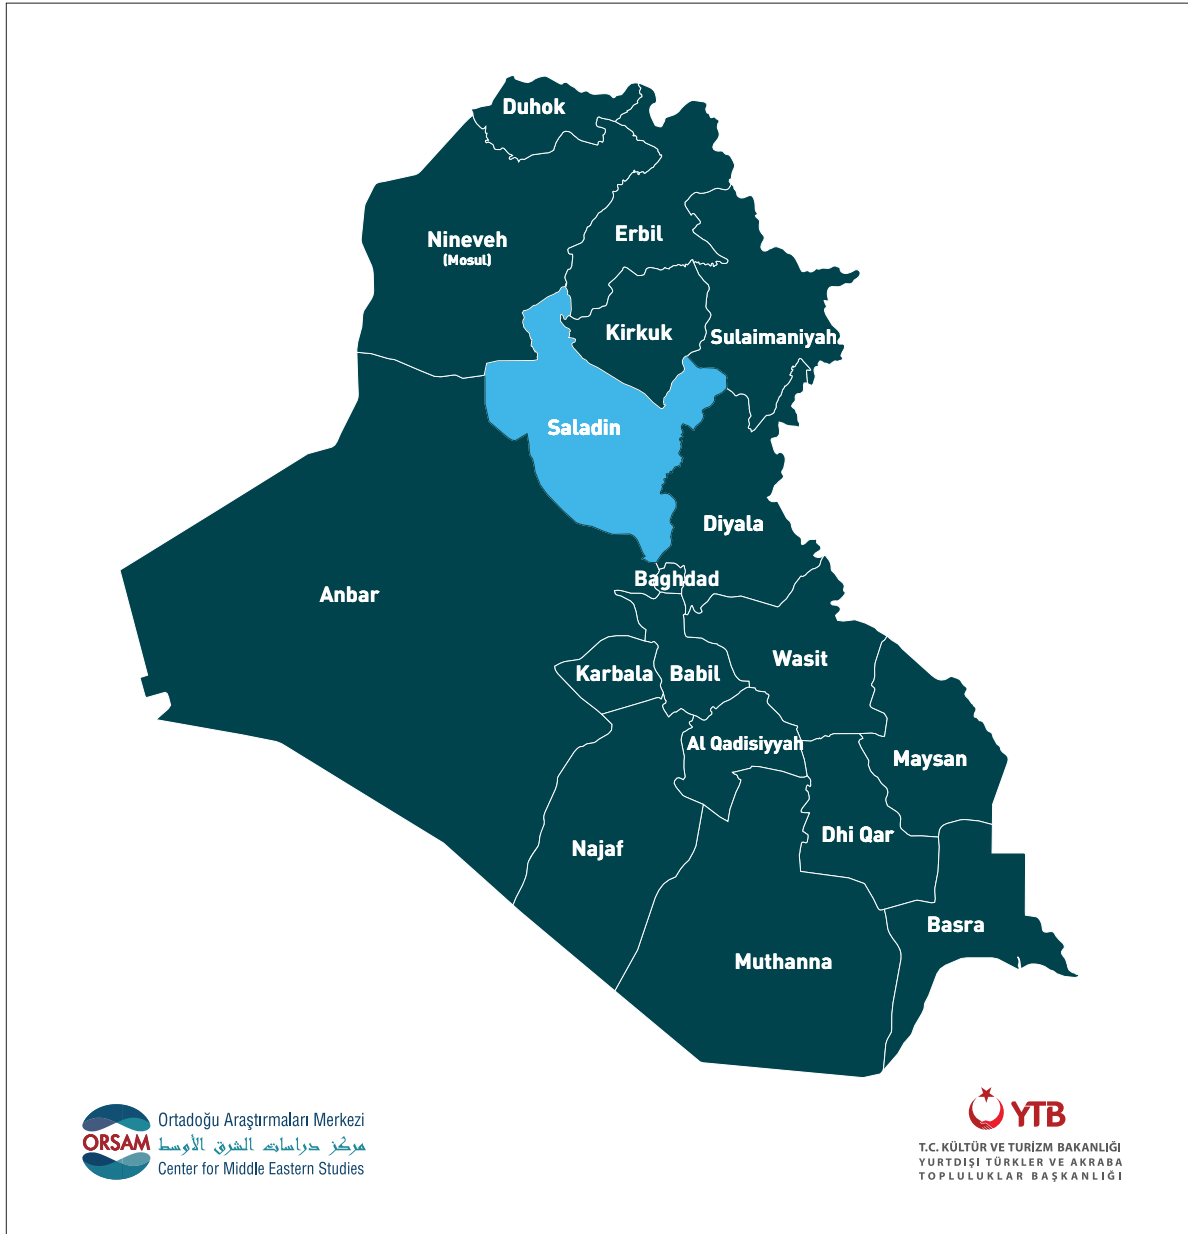 Duhok
Nineveh
(Mosul)
Erbil
Kirkuk
Sulaimaniyah
Saladin
Diyala
Baghdad
Anbar
Wasit
Karbala
Babil
Al Qadisiyyah
Maysan
Dhi Qar
Najaf
Basra
Muthanna
ORSAM
Ortadoğu Araştırmaları Merkezi
مركز دراسات الشرق الأوسط
Center for Middle Eastern Studies
YTB
T.C. KÜLTÜR VE TURİZM BAKANLIĞI
YURTDIŞI TÜRKLER VE AKRABA
TOPLULUKLAR BAŞKANLIĞI